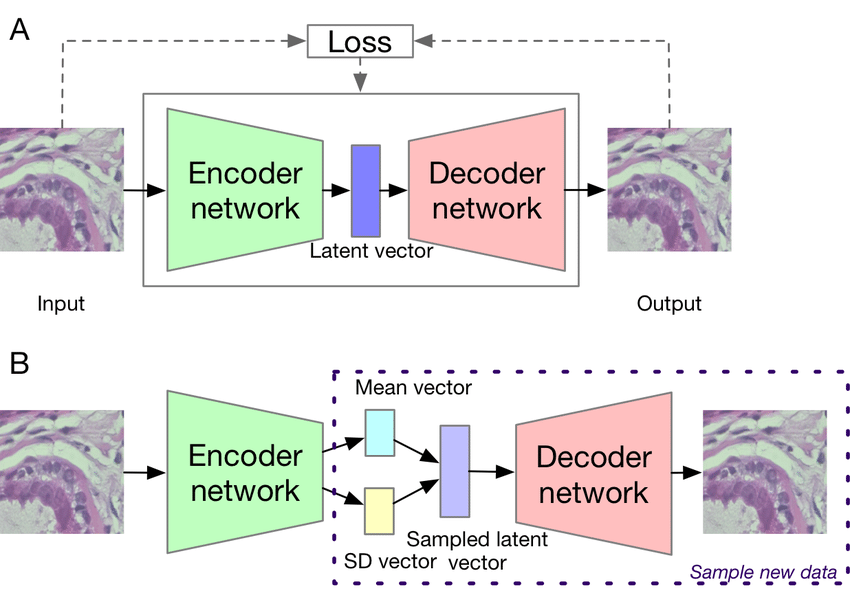 A
Loss
Encoder
network
Decoder
network
Latent vector
Input
Output
B
Mean vector
Encoder
network
Decoder
network
SD vector
Sampled latent
vector
Sample new data